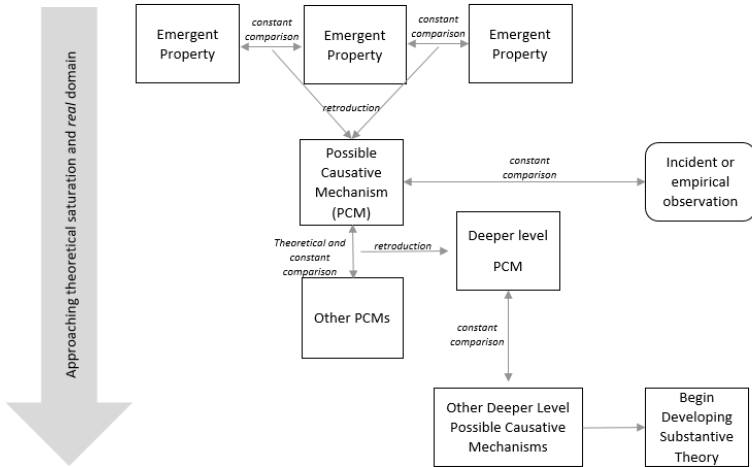 Emergent
Property
constant
comparison
Emergent
Property
constant
comparison
Emergent
Property
retroduction
Possible
Causative
Mechanism
(PCM)
constant
comparison
Incident or
empirical
observation
Theoretical and
constant
comparison
retroduction
Deeper level
PCM
Other PCMs
constant
comparison
Other Deeper Level
Possible Causative
Mechanisms
Begin
Developing
Substantive
Theory
Approaching theoretical saturation and real domain